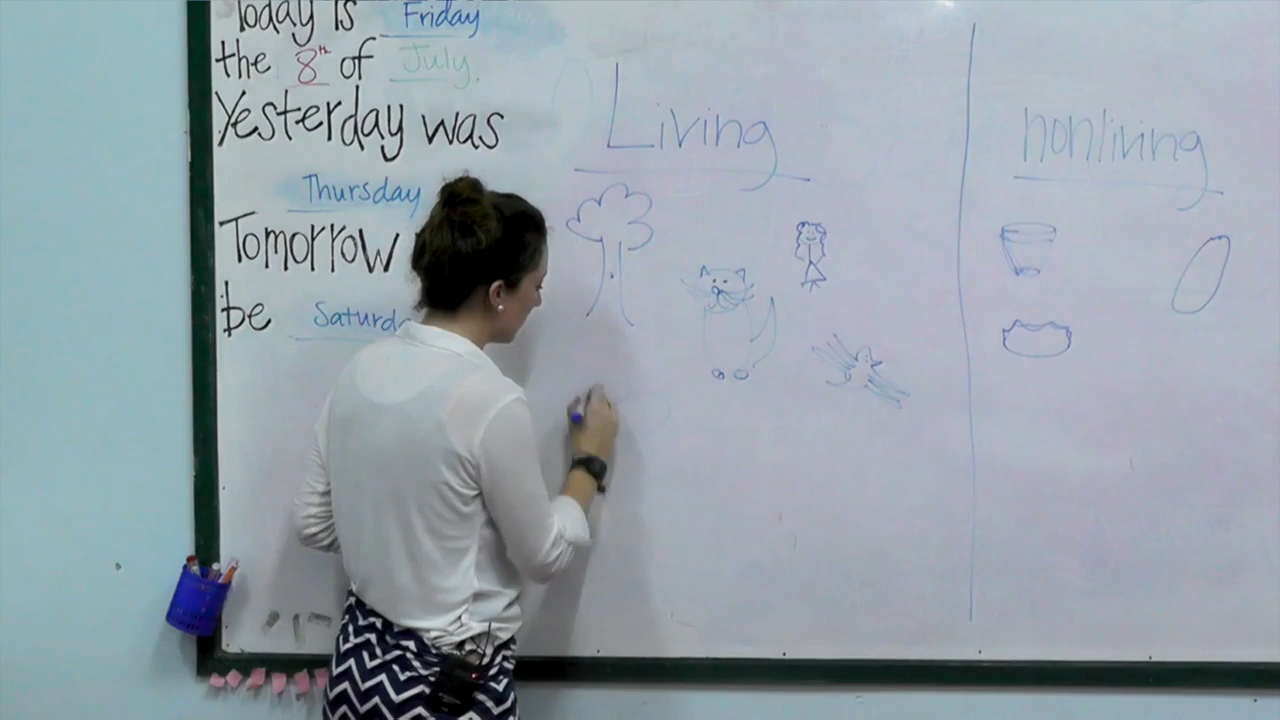 Today is Friday
the 8th of July.
Yesterday was
Thursday
Tomorrow
be
Living
nonliving